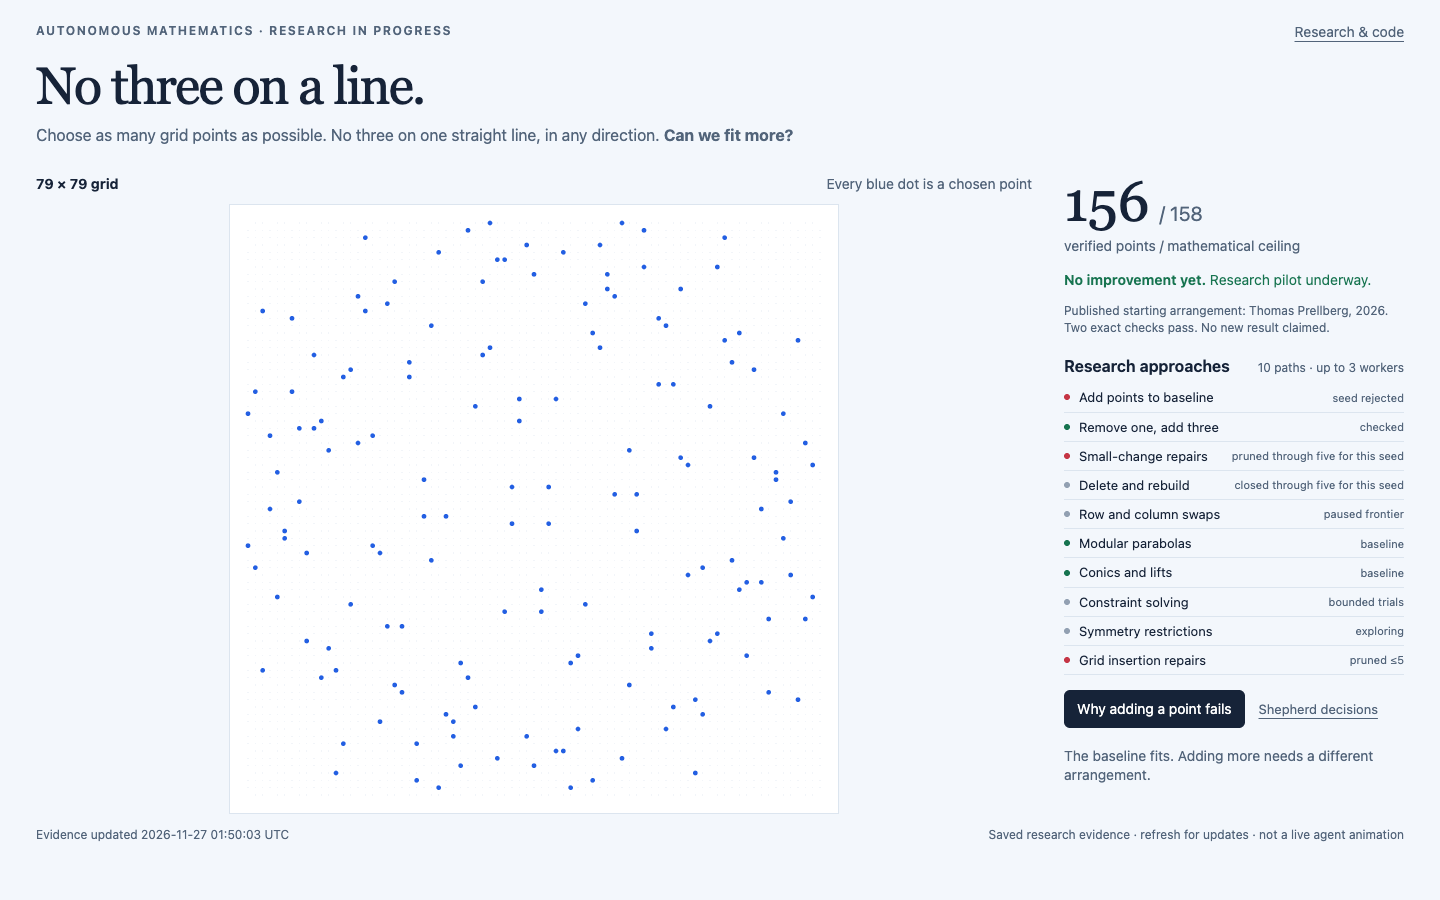 AUTONOMOUS MATHEMATICS · RESEARCH IN PROGRESS
Research & code
No three on a line.
Choose as many grid points as possible. No three on one straight line, in any direction. Can we fit more?
79 × 79 grid
Every blue dot is a chosen point
156 / 158
verified points / mathematical ceiling
No improvement yet. Research pilot underway.
Published starting arrangement: Thomas Prellberg, 2026.
Two exact checks pass. No new result claimed.
Research approaches
10 paths · up to 3 workers
Add points to baseline
seed rejected
Remove one, add three
checked
Small-change repairs
pruned through five for this seed
Delete and rebuild
closed through five for this seed
Row and column swaps
paused frontier
Modular parabolas
baseline
Conics and lifts
baseline
Constraint solving
bounded trials
Symmetry restrictions
exploring
Grid insertion repairs
pruned ≤5
Why adding a point fails
Shepherd decisions
The baseline fits. Adding more needs a different
arrangement.
Evidence updated 2026-11-27 01:50:03 UTC
Saved research evidence · refresh for updates · not a live agent animation